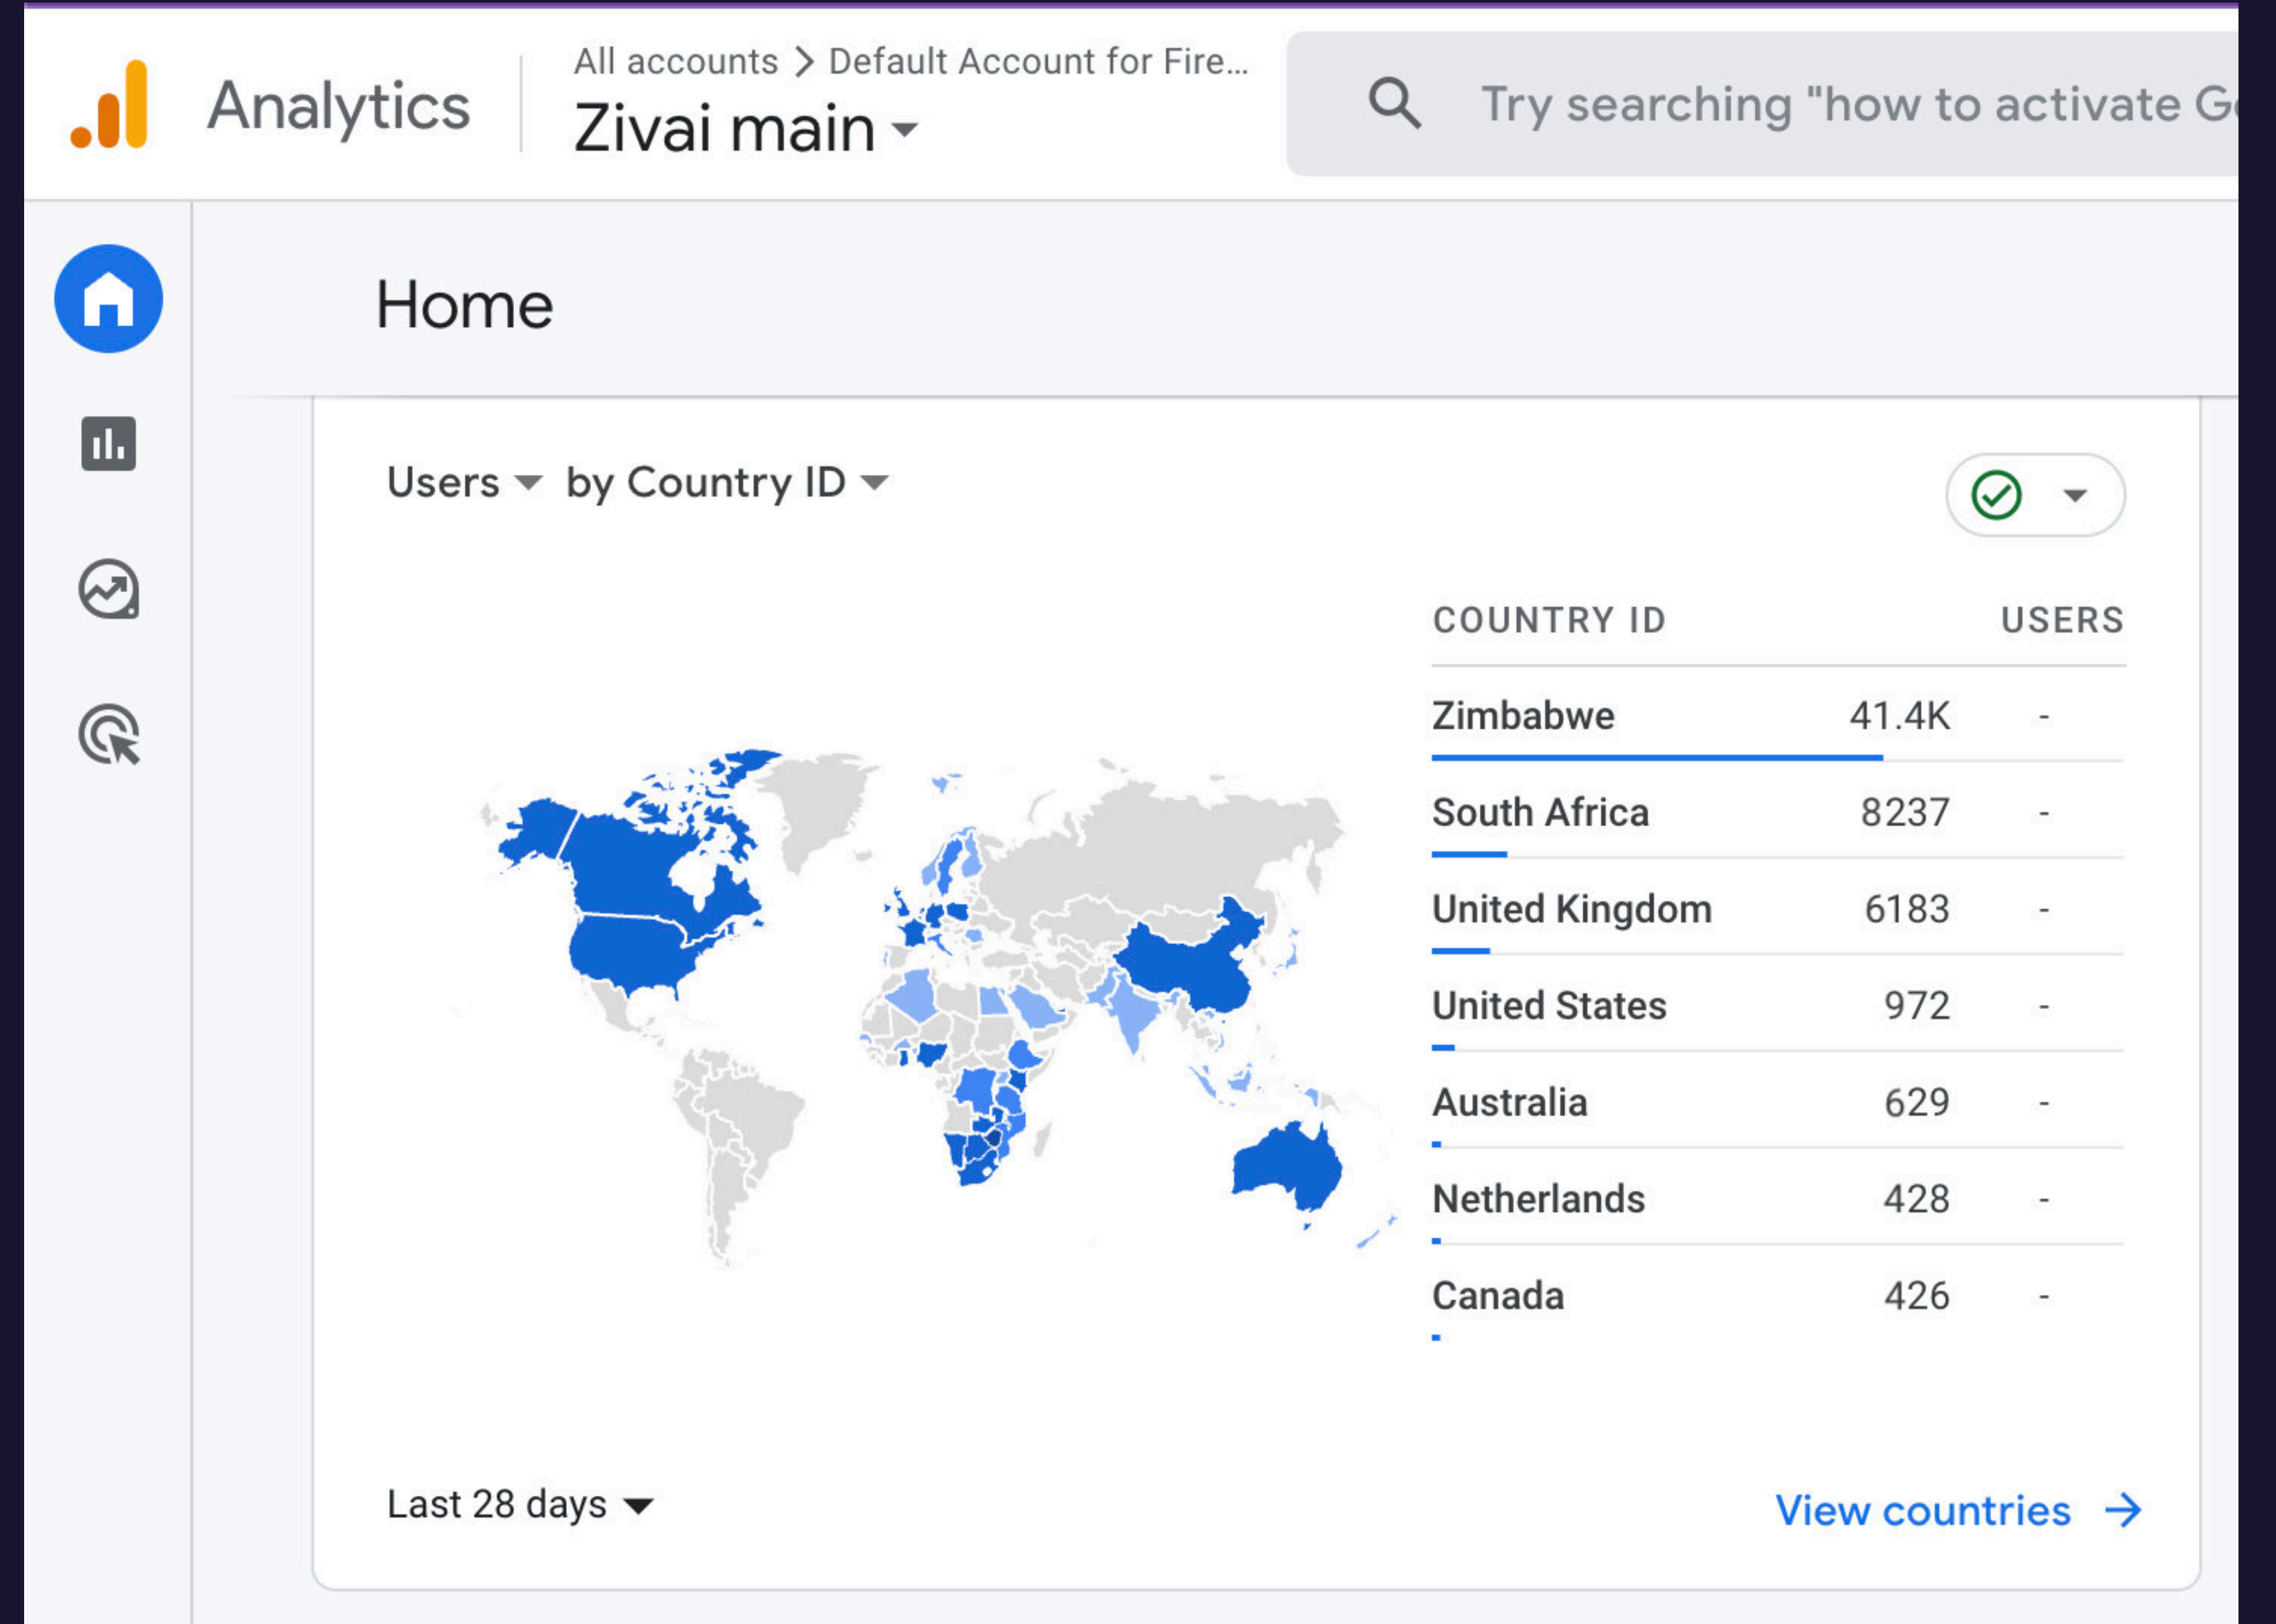 Analytics
All accounts > Default Account for Fire...
Zivai main
Try searching "how to activate G
Home
Users by Country ID
COUNTRY ID USERS
Zimbabwe 41.4K -
South Africa 8237 -
United Kingdom 6183 -
United States 972 -
Australia 629 -
Netherlands 428 -
Canada 426 -
Last 28 days
View countries →